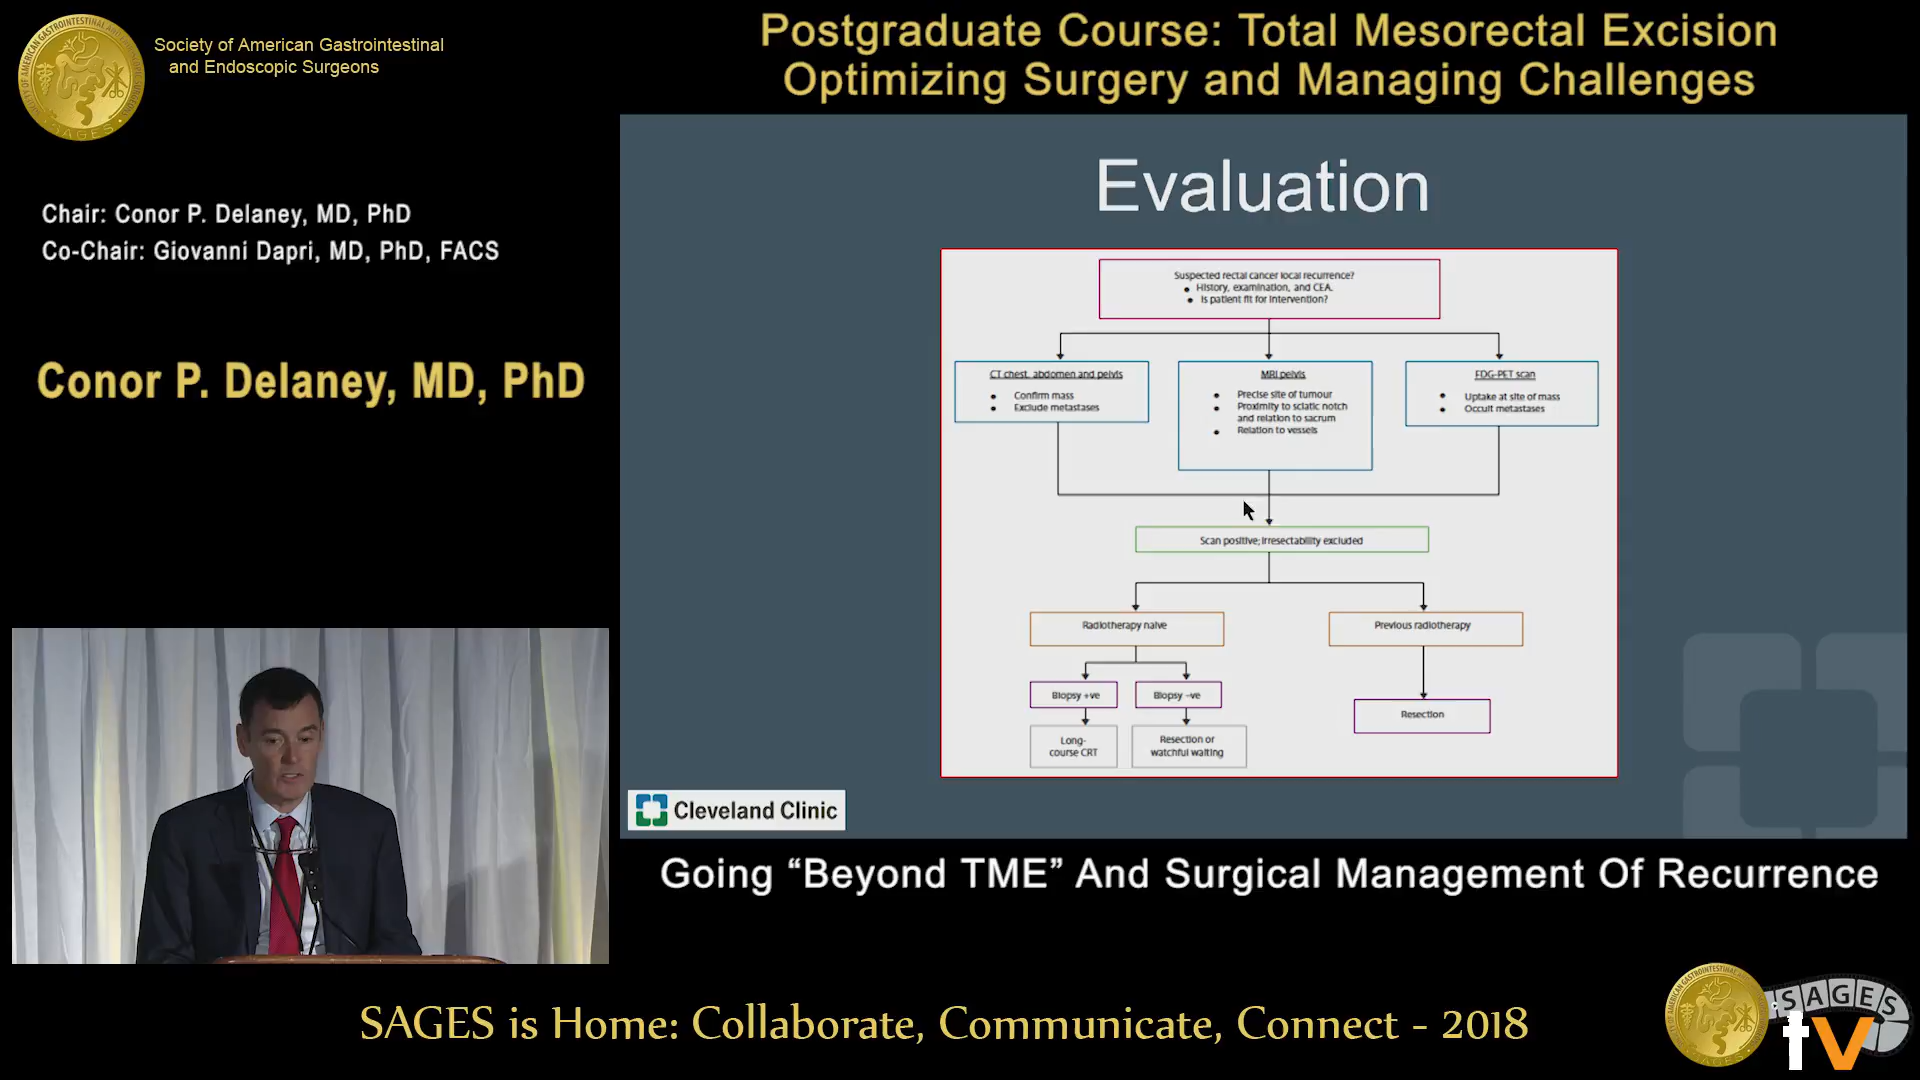 Society of American Gastrointestinal
and Endoscopic Surgeons
Postgraduate Course: Total Mesorectal Excision
Optimizing Surgery and Managing Challenges
Chair: Conor P. Delaney, MD, PhD
Co-Chair: Giovanni Dapri, MD, PhD, FACS
Conor P. Delaney, MD, PhD
Evaluation
Suspected rectal cancer local recurrence?
• History, examination, and CEA.
• Is patient fit for intervention?
CT chest, abdomen and pelvis
• Confirm mass
• Exclude metastases
MRI pelvis
• Precise site of tumour
• Proximity to sciatic notch
and relation to sacrum
• Relation to vessels
FDG-PET scan
• Uptake at site of mass
• Occult metastases
Scan positive; irresectability excluded
Radiotherapy naive
Previous radiotherapy
Biopsy +ve
Biopsy –ve
Resection
Long-
course CRT
Resection or
watchful waiting
Cleveland Clinic
Going “Beyond TME” And Surgical Management Of Recurrence
SAGES is Home: Collaborate, Communicate, Connect - 2018
SAGES
tv